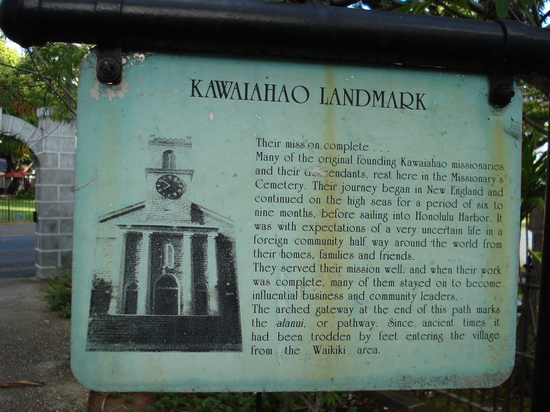 KAWAIAHAO LANDMARK
Their mission complete . . .
Many of the original founding Kawaiahao missionaries
and their descendants, rest here in the Missionary's
Cemetery. Their journey began in New England and
continued on the high seas for a period of six to
nine months, before sailing into Honolulu Harbor. It
was with expectations of a very uncertain life in a
foreign community half way around the world from
their homes, families and friends.
They served their mission well, and when their work
was complete, many of them stayed on to become
influential business and community leaders.
The arched gateway at the end of this path marks
the alanui, or pathway. Since ancient times it
had been trodden by feet entering the village
from the Waikiki area.